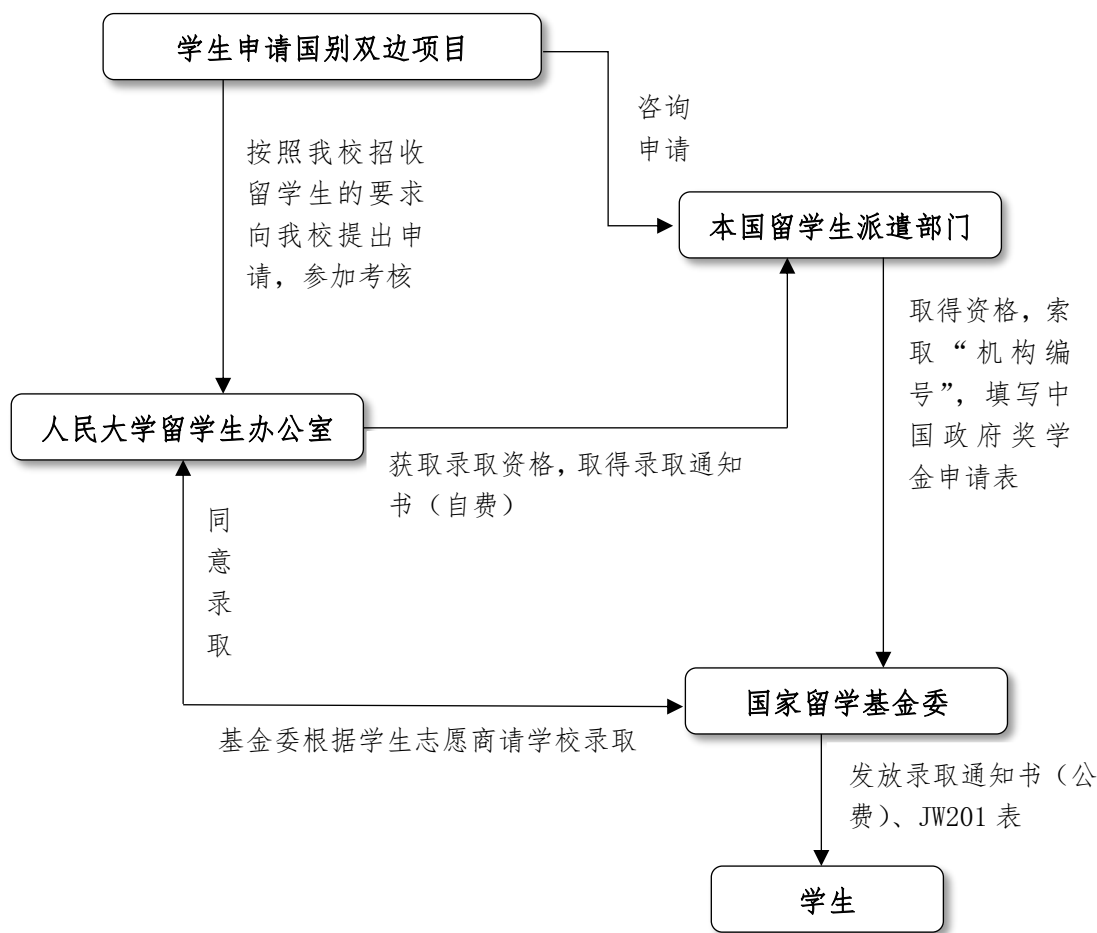 学生申请国别双边项目
咨询
申请
按照我校招收
留学生的要求
向我校提出申
请，参加考核
本国留学生派遣部门
取得资格，索
取“机构编
号”，填写中
国政府奖学
金申请表
人民大学留学生办公室
获取录取资格，取得录取通知
书（自费）
同
意
录
取
国家留学基金委
基金委根据学生志愿商请学校录取
发放录取通知书（公
费）、JW201 表
学生